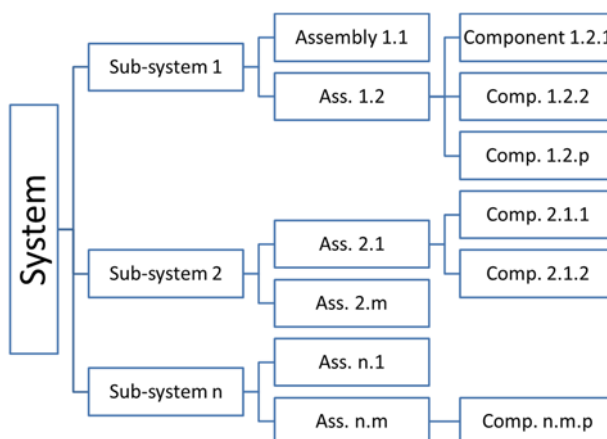 System
Sub-system 1
Assembly 1.1
Component 1.2.1
Ass. 1.2
Comp. 1.2.2
Comp. 1.2.p
Sub-system 2
Ass. 2.1
Comp. 2.1.1
Comp. 2.1.2
Ass. 2.m
Sub-system n
Ass. n.1
Ass. n.m
Comp. n.m.p